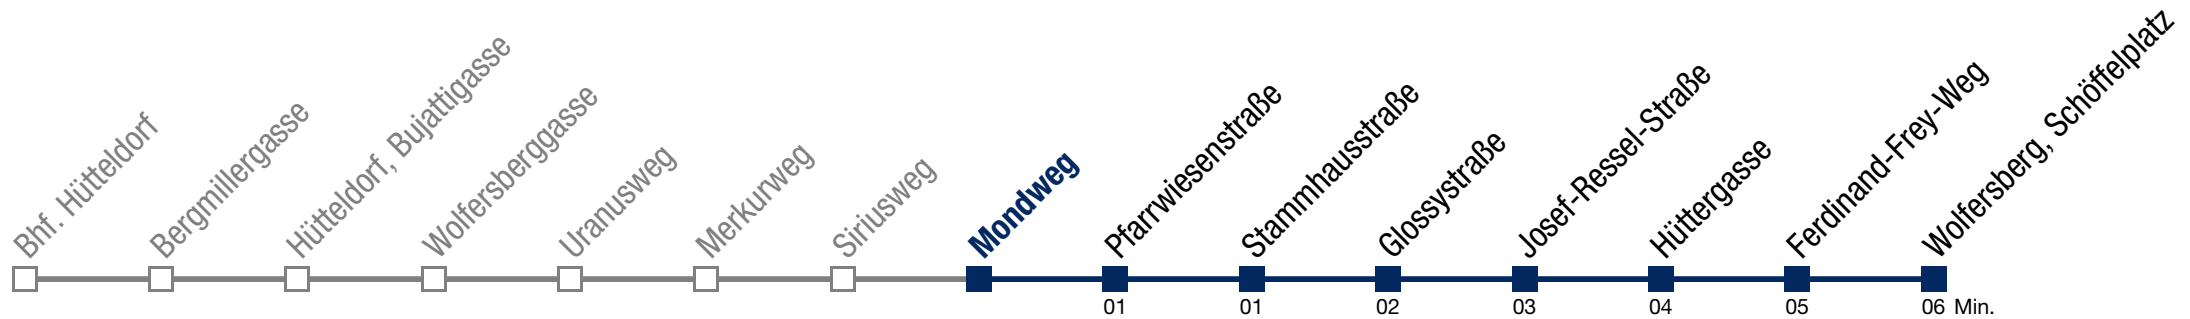 Bhf. Hütteldorf
Bergmillergasse
Hütteldorf, Bujattigasse
Wolfersberggasse
Uranusweg
Merkurweg
Siriusweg
Mondweg
Pfarrwiesenstraße
Stammhausstraße
Glossystraße
Josef-Ressel-Straße
Hüttergasse
Ferdinand-Frey-Weg
Wolfersberg, Schöffelplatz
01 01 02 03 04 05 06 Min.